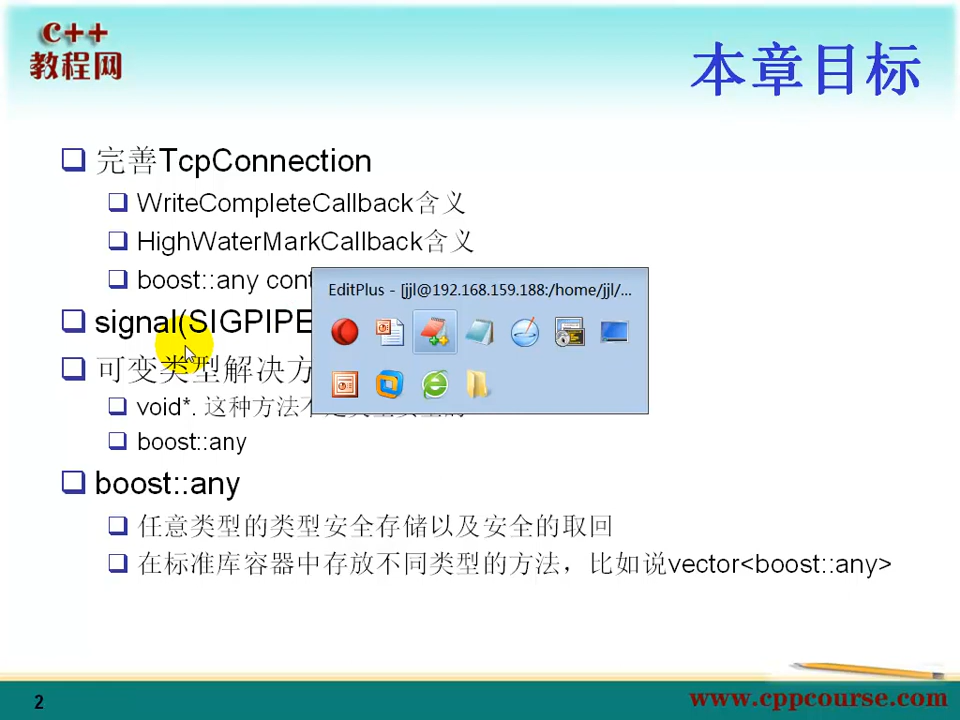 c++
教程网
本章目标
完善TcpConnection
WriteCompleteCallback含义
HighWaterMarkCallback含义
boost::any cont
EditPlus - [jjl@192.168.159.188:/home/jjl/...
signal(SIGPIPE
可变类型解决方
void*. 这种方法不
boost::any
boost::any
任意类型的类型安全存储以及安全的取回
在标准库容器中存放不同类型的方法，比如说vector<boost::any>
2
www.cppcourse.com